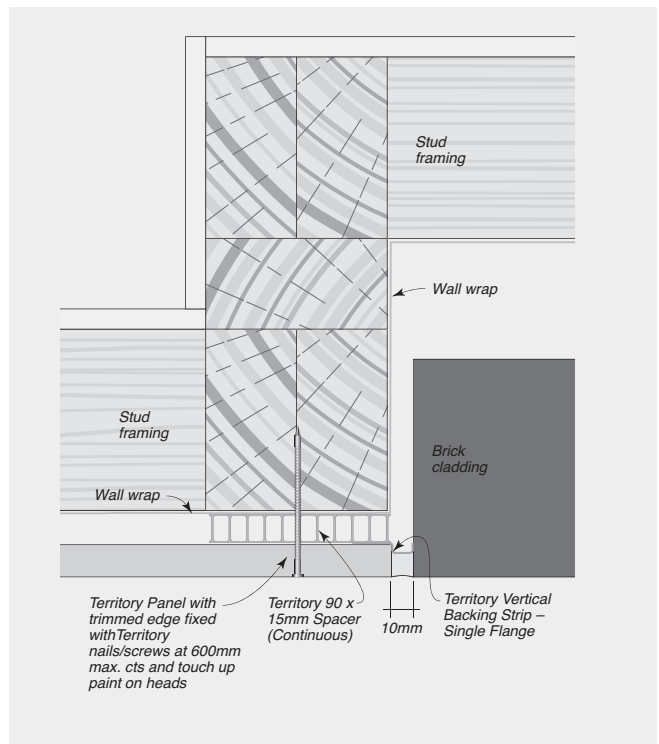 Stud
framing
Wall wrap
Stud
framing
Brick
cladding
Wall wrap
Territory Panel with
trimmed edge fixed
withTerritory
nails/screws at 600mm
max. cts and touch up
paint on heads
Territory 90 x
15mm Spacer
(Continuous)
10mm
Territory Vertical
Backing Strip –
Single Flange